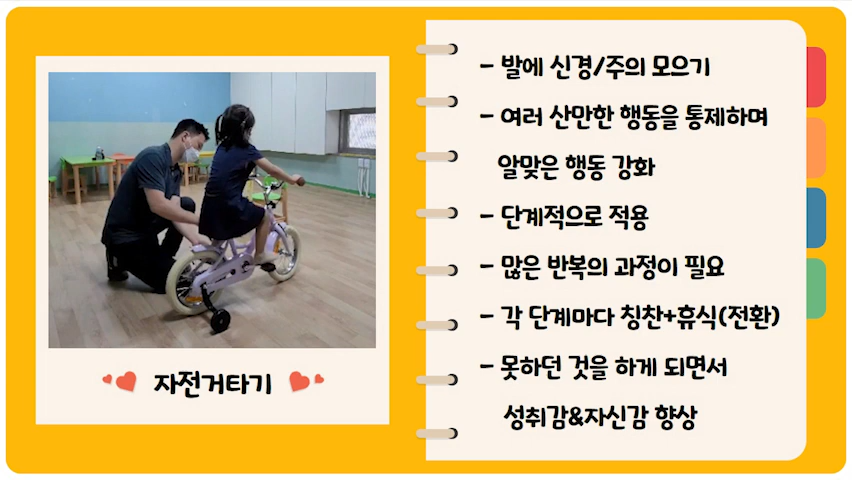 자전거타기
- 발에 신경/주의 모으기
- 여러 산만한 행동을 통제하며
알맞은 행동 강화
- 단계적으로 적용
- 많은 반복의 과정이 필요
- 각 단계마다 칭찬+휴식(전환)
- 못하던 것을 하게 되면서
성취감&자신감 향상